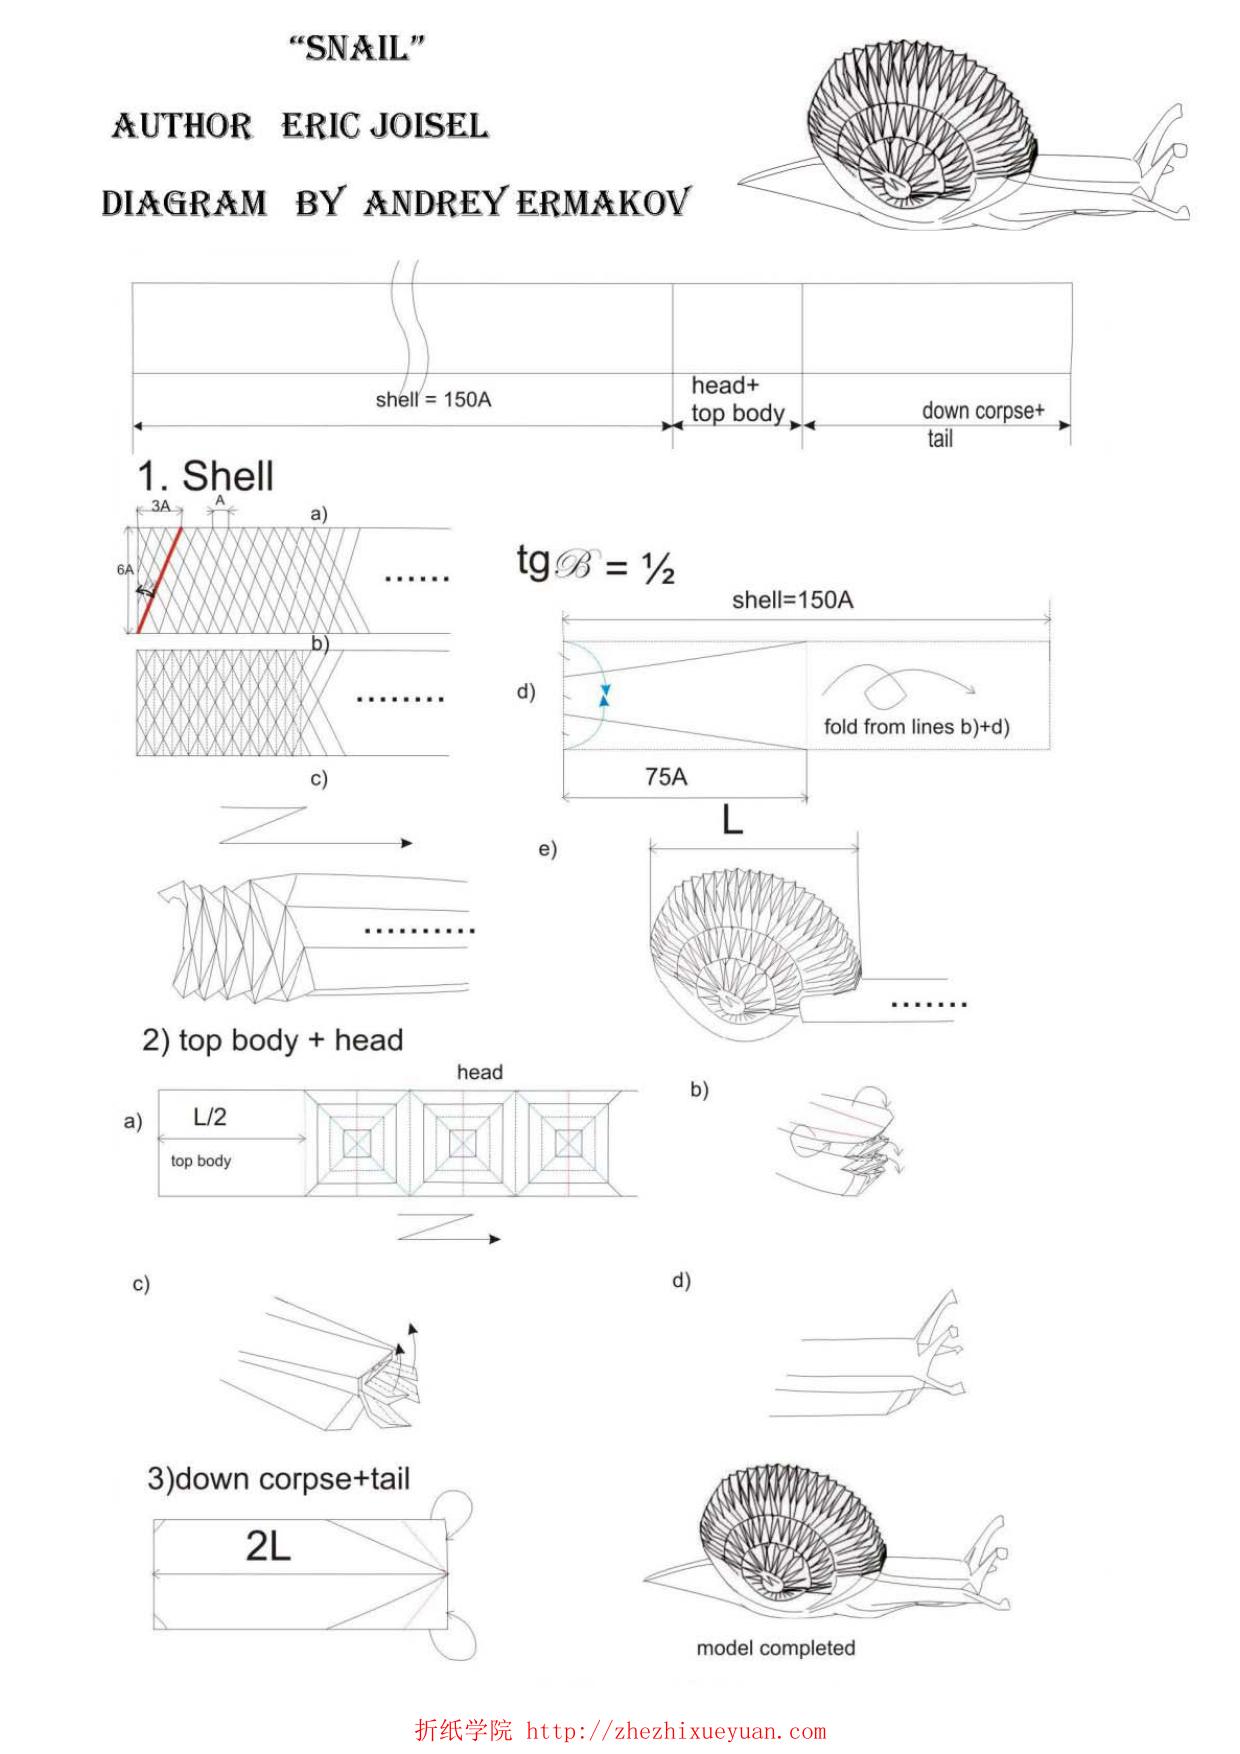 “SNAIL”
AUTHOR ERIC JOISEL
DIAGRAM BY ANDREY ERMAKOV
shell = 150A
head+
top body
down corpse+
tail
1. Shell
3A
A
a)
6A
b)
c)
tgℬ = ½
shell=150A
d)
fold from lines b)+d)
75A
L
e)
2) top body + head
head
a)
L/2
top body
b)
c)
d)
3)down corpse+tail
2L
model completed
折纸学院 http://zhezhixueyuan.com